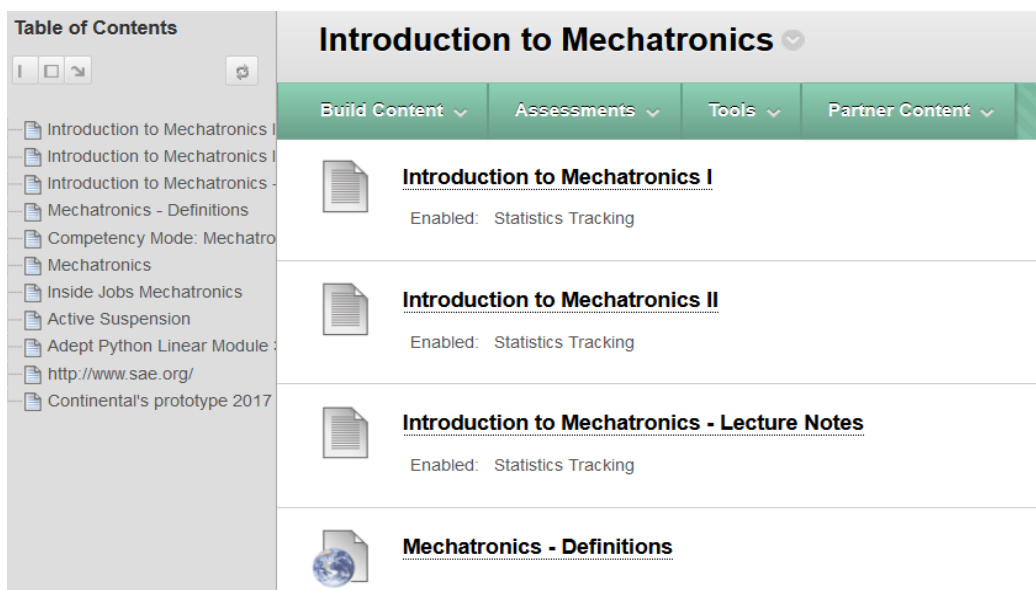 Table of Contents
Introduction to Mechatronics I
Introduction to Mechatronics I
Introduction to Mechatronics -
Mechatronics - Definitions
Competency Mode: Mechatro
Mechatronics
Inside Jobs Mechatronics
Active Suspension
Adept Python Linear Module
http://www.sae.org/
Continental's prototype 2017
Introduction to Mechatronics
Build Content
Assessments
Tools
Partner Content
Introduction to Mechatronics I
Enabled: Statistics Tracking
Introduction to Mechatronics II
Enabled: Statistics Tracking
Introduction to Mechatronics - Lecture Notes
Enabled: Statistics Tracking
Mechatronics - Definitions